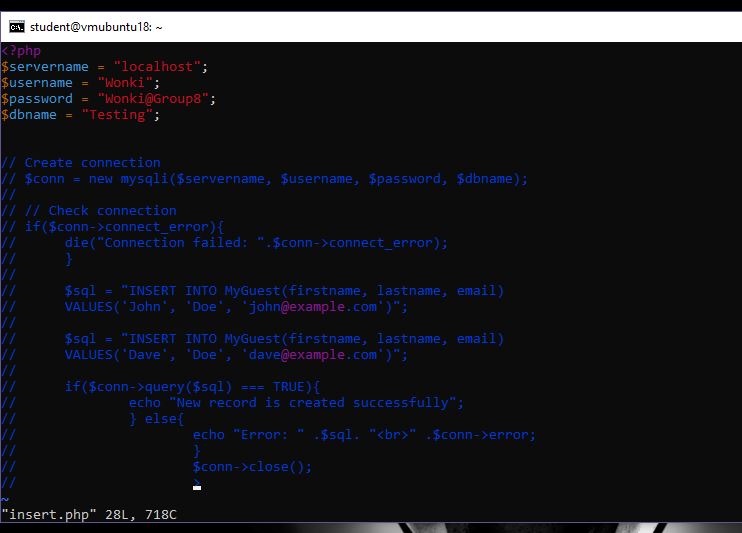 student@vmubuntu18: ~
<?php
$servername = "localhost";
$username = "Wonki";
$password = "Wonki@Group8";
$dbname = "Testing";
// Create connection
// $conn = new mysqli($servername, $username, $password, $dbname);
//
// // Check connection
// if($conn->connect_error){
//      die("Connection failed: ".$conn->connect_error);
//      }
//
//      $sql = "INSERT INTO MyGuest(firstname, lastname, email)
//      VALUES('John', 'Doe', 'john@example.com')";
//
//      $sql = "INSERT INTO MyGuest(firstname, lastname, email)
//      VALUES('Dave', 'Doe', 'dave@example.com')";
//
//      if($conn->query($sql) === TRUE){
//              echo "New record is created successfully";
//              } else{
//                      echo "Error: " .$sql. "<br>" .$conn->error;
//                      }
//                      $conn->close();
//
~
"insert.php" 28L, 718C